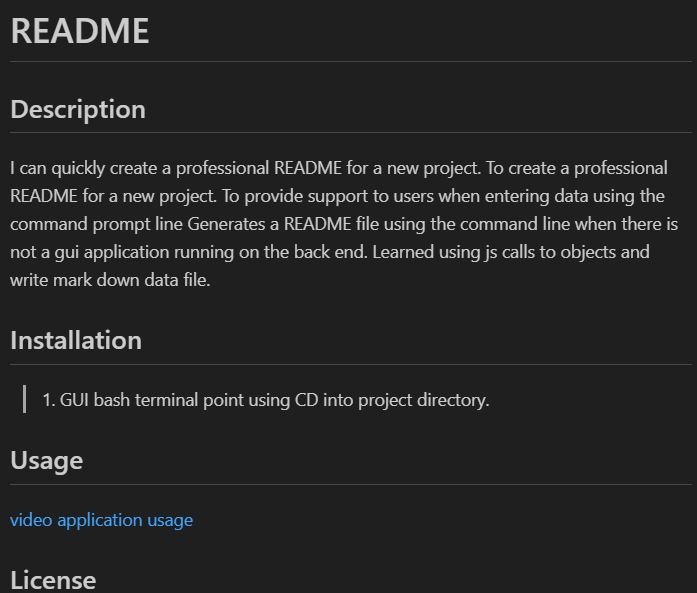 README
Description
I can quickly create a professional README for a new project. To create a professional
README for a new project. To provide support to users when entering data using the
command prompt line Generates a README file using the command line when there is
not a gui application running on the back end. Learned using js calls to objects and
write mark down data file.
Installation
1. GUI bash terminal point using CD into project directory.
Usage
video application usage
License